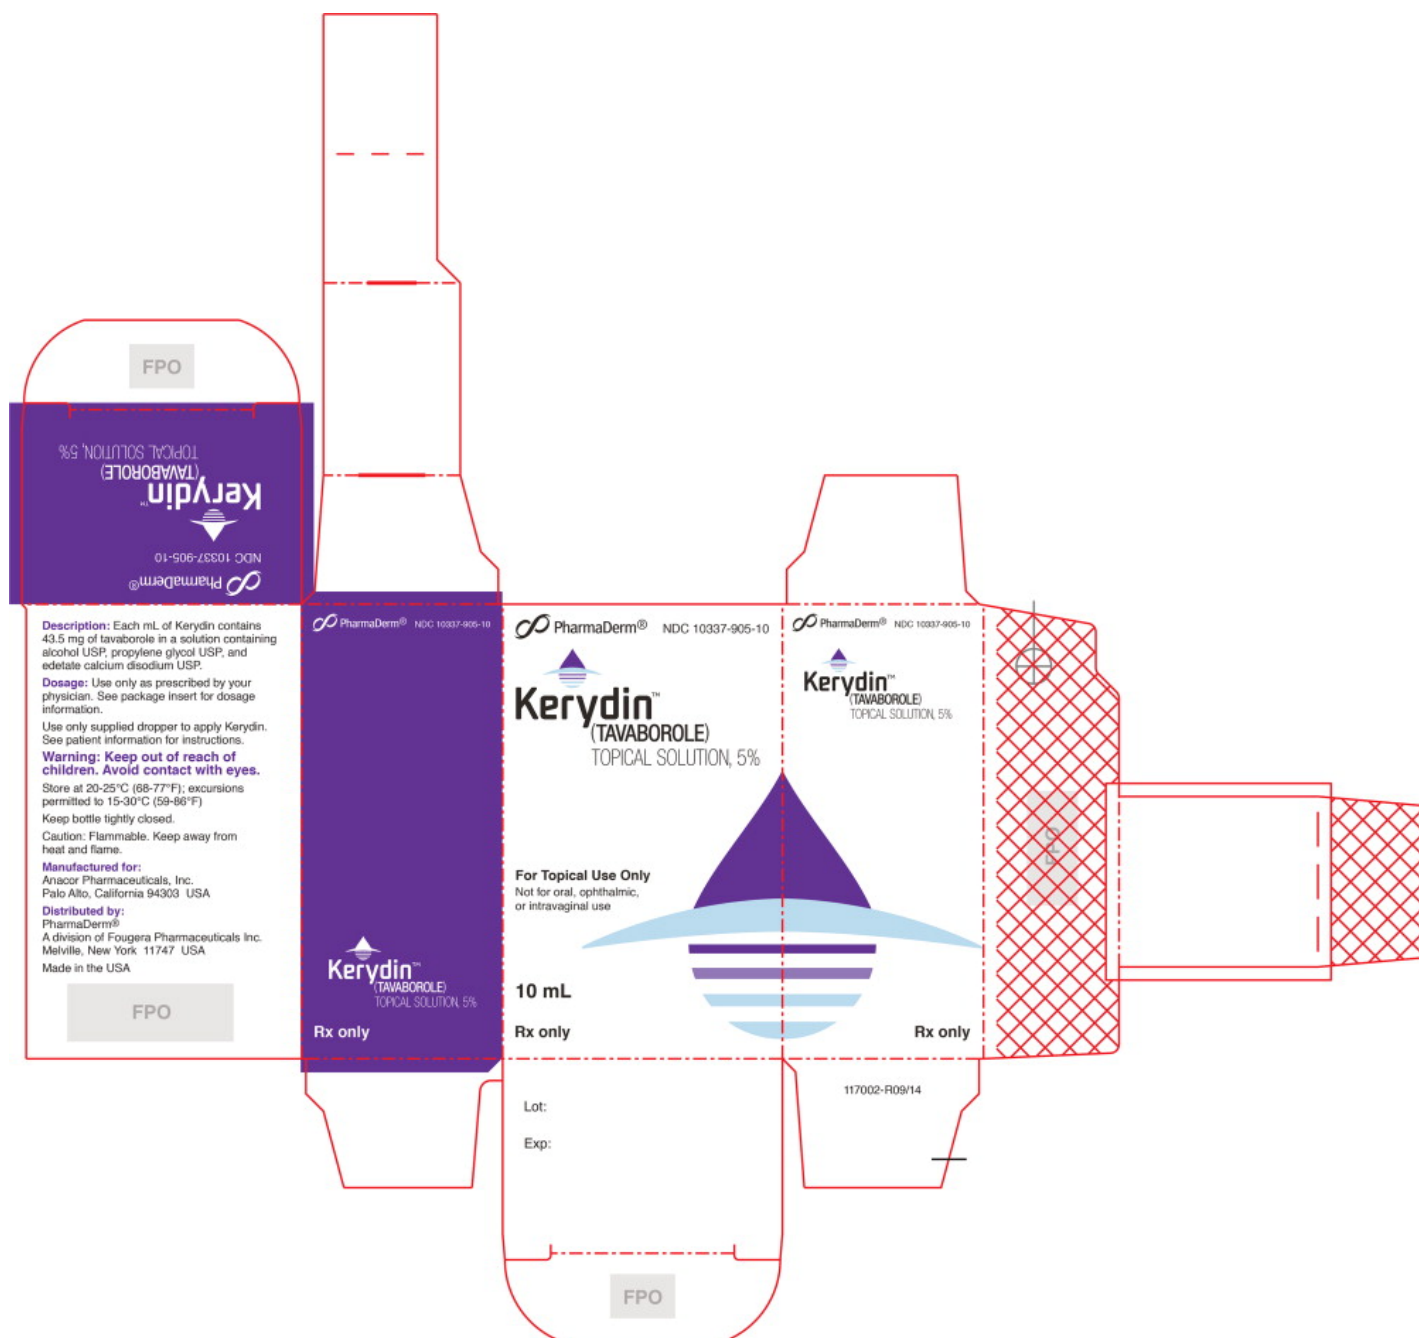 FPO
PharmaDerm®
NDC 10337-905-10
Kerydin™
(TAVABOROLE)
TOPICAL SOLUTION, 5%
Description: Each mL of Kerydin contains
43.5 mg of tavaborole in a solution containing
alcohol USP, propylene glycol USP, and
edetate calcium disodium USP.
Dosage: Use only as prescribed by your
physician. See package insert for dosage
information.
Use only supplied dropper to apply Kerydin.
See patient information for instructions.
Warning: Keep out of reach of
children. Avoid contact with eyes.
Store at 20-25°C (68-77°F); excursions
permitted to 15-30°C (59-86°F)
Keep bottle tightly closed.
Caution: Flammable. Keep away from
heat and flame.
Manufactured for:
Anacor Pharmaceuticals, Inc.
Palo Alto, California 94303 USA
Distributed by:
PharmaDerm®
A division of Fougera Pharmaceuticals Inc.
Melville, New York 11747 USA
Made in the USA
FPO
PharmaDerm® NDC 10337-905-10
Kerydin™
(TAVABOROLE)
TOPICAL SOLUTION, 5%
Rx only
PharmaDerm® NDC 10337-905-10
Kerydin™
(TAVABOROLE)
TOPICAL SOLUTION, 5%
For Topical Use Only
Not for oral, ophthalmic,
or intravaginal use
10 mL
Rx only
Lot:
Exp:
FPO
PharmaDerm® NDC 10337-905-10
Kerydin™
(TAVABOROLE)
TOPICAL SOLUTION, 5%
Rx only
117002-R09/14
FPO